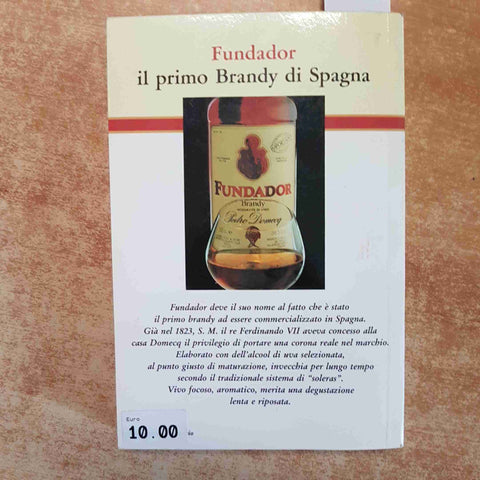 Fundador
il primo Brandy di Spagna
FUNDADOR
Brandy
Pedro Domecq
Fundador deve il suo nome al fatto che è stato
il primo brandy ad essere commercializzato in Spagna.
Già nel 1823, S. M. il re Ferdinando VII aveva concesso alla
casa Domecq il privilegio di portare una corona reale nel marchio.
Elaborato con dell'alcool di uva selezionata,
al punto giusto di maturazione, invecchia per lungo tempo
secondo il tradizionale sistema di "soleras".
Vivo focoso, aromatico, merita una degustazione
lenta e riposata.
Euro
10.00